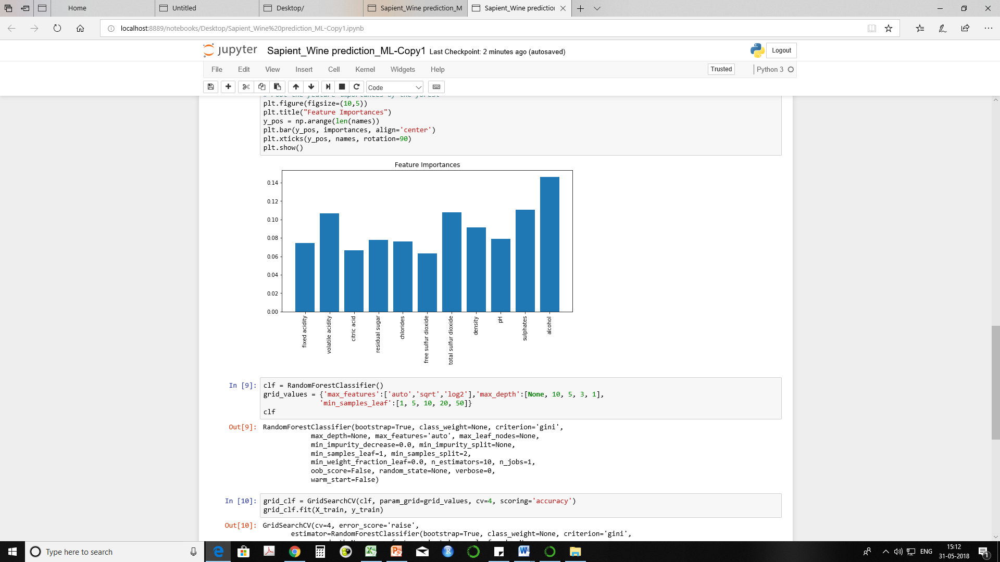 Home
Untitled
Desktop/
Sapient_Wine prediction_M
Sapient_Wine predictio
localhost:8889/notebooks/Desktop/Sapient_Wine%20prediction_ML-Copy1.ipynb
jupyter
Sapient_Wine prediction_ML-Copy1 Last Checkpoint: 2 minutes ago (autosaved)
Logout
File Edit View Insert Cell Kernel Widgets Help
Trusted
Python 3
Code
# Plot the feature importances by the forest
plt.figure(figsize=(10,5))
plt.title("Feature Importances")
y_pos = np.arange(len(names))
plt.bar(y_pos, importances, align='center')
plt.xticks(y_pos, names, rotation=90)
plt.show()
Feature Importances
0.14
0.12
0.10
0.08
0.06
0.04
0.02
0.00
fixed acidity
volatile acidity
citric acid
residual sugar
chlorides
free sulfur dioxide
total sulfur dioxide
density
pH
sulphates
alcohol
In [9]: clf = RandomForestClassifier()
grid_values = {'max_features':['auto','sqrt','log2'],'max_depth':[None, 10, 5, 3, 1],
'min_samples_leaf':[1, 5, 10, 20, 50]}
clf
Out[9]: RandomForestClassifier(bootstrap=True, class_weight=None, criterion='gini',
max_depth=None, max_features='auto', max_leaf_nodes=None,
min_impurity_decrease=0.0, min_impurity_split=None,
min_samples_leaf=1, min_samples_split=2,
min_weight_fraction_leaf=0.0, n_estimators=10, n_jobs=1,
oob_score=False, random_state=None, verbose=0,
warm_start=False)
In [10]: grid_clf = GridSearchCV(clf, param_grid=grid_values, cv=4, scoring='accuracy')
grid_clf.fit(X_train, y_train)
Out[10]: GridSearchCV(cv=4, error_score='raise',
estimator=RandomForestClassifier(bootstrap=True, class_weight=None, criterion='gini',
Type here to search
ENG
15:12
31-05-2018
1